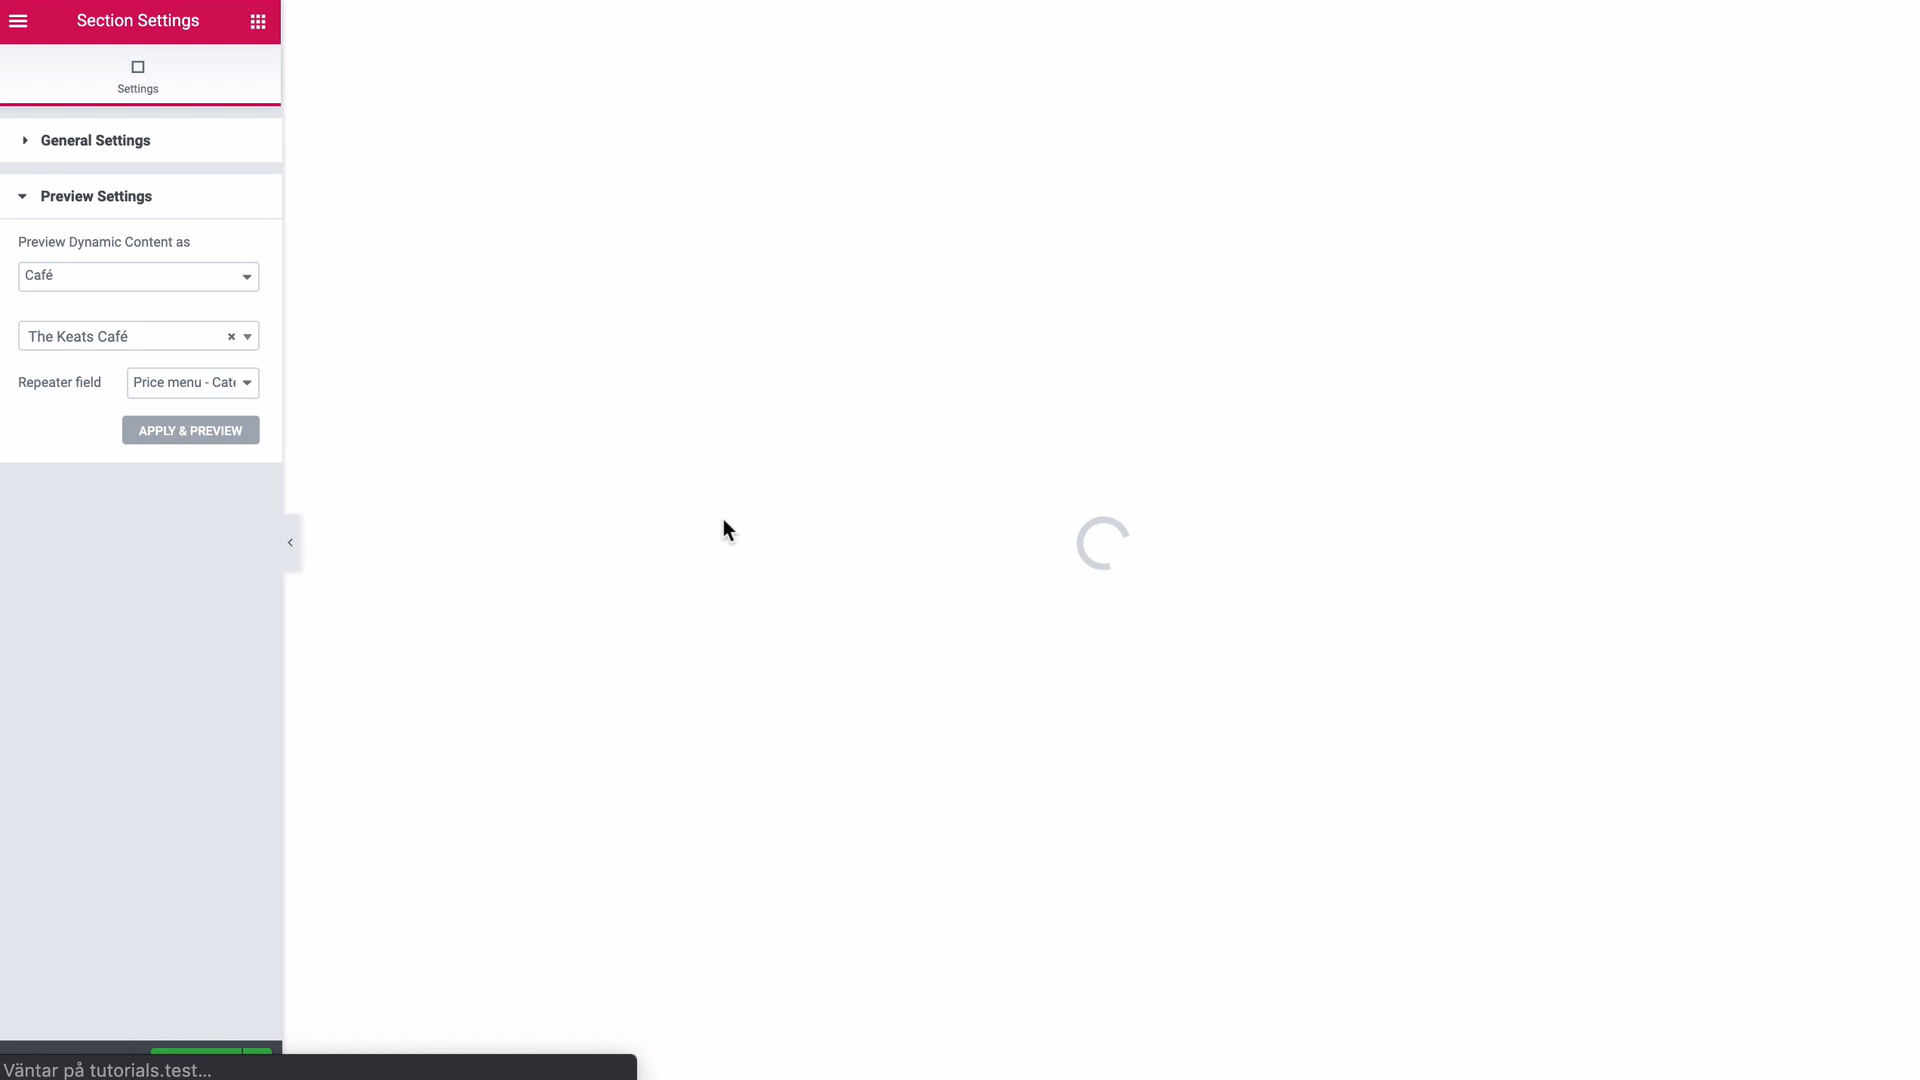 Section Settings
Settings
General Settings
Preview Settings
Preview Dynamic Content as
Café
The Keats Café
Repeater field
Price menu - Cat
APPLY & PREVIEW
Väntar på tutorials.test...